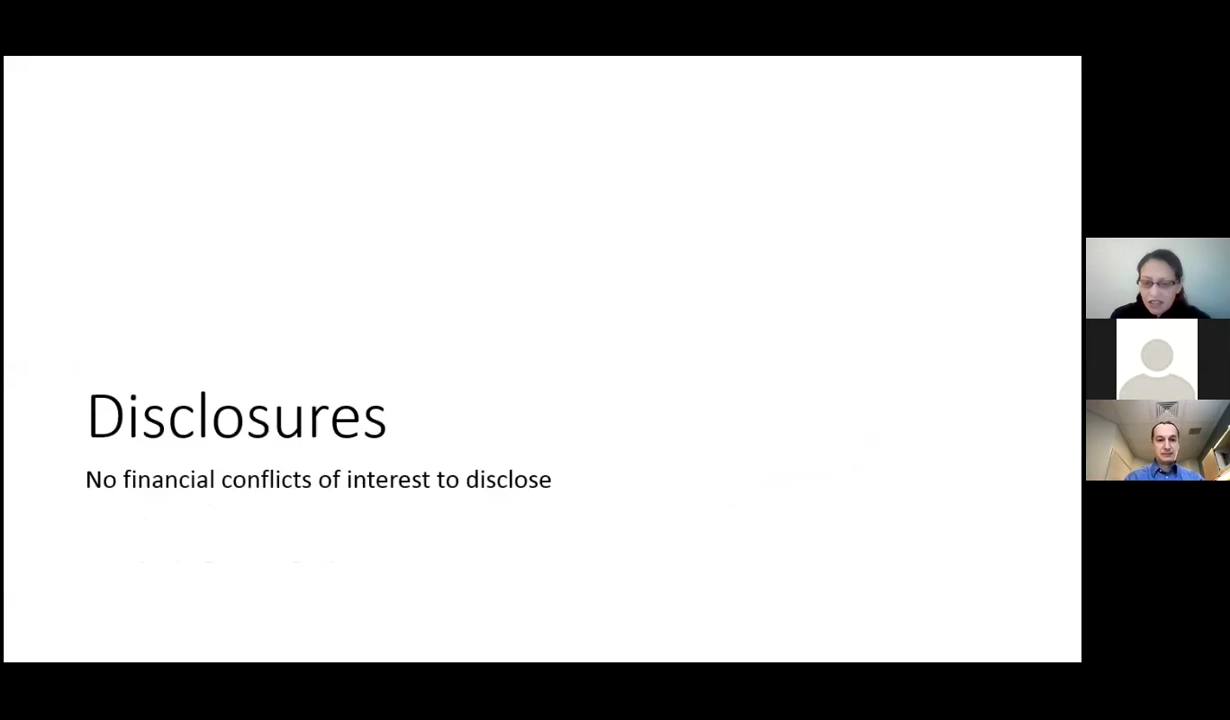 Disclosures
No financial conflicts of interest to disclose